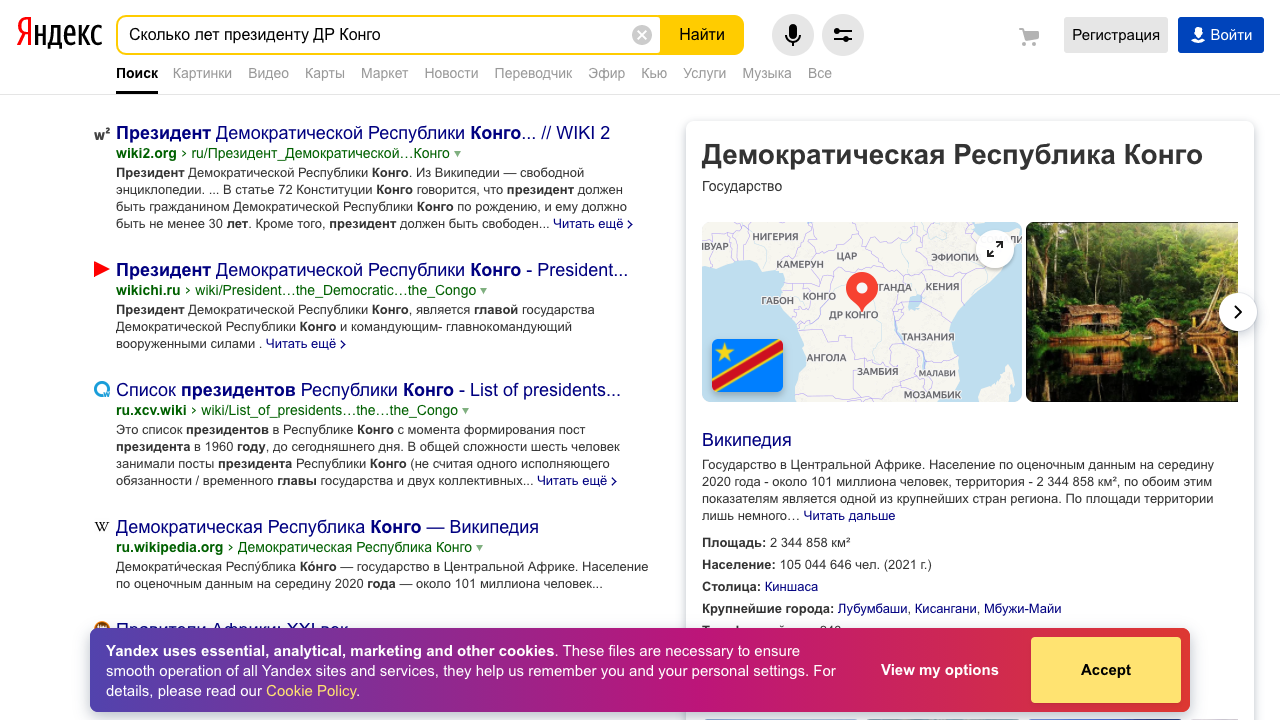 Яндекс
Сколько лет президенту ДР Конго
Найти
Регистрация
Войти
Поиск Картинки Видео Карты Маркет Новости Переводчик Эфир Кью Услуги Музыка Все
Президент Демократической Республики Конго... // WIKI 2
wiki2.org › ru/Президент_Демократической…Конго
Президент Демократической Республики Конго. Из Википедии — свободной
энциклопедии. ... В статье 72 Конституции Конго говорится, что президент должен
быть гражданином Демократической Республики Конго по рождению, и ему должно
быть не менее 30 лет. Кроме того, президент должен быть свободен... Читать ещё ›
Президент Демократической Республики Конго - President...
wikichi.ru › wiki/President…the_Democratic…the_Congo
Президент Демократической Республики Конго, является главой государства
Демократической Республики Конго и командующим- главнокомандующий
вооруженными силами . Читать ещё ›
Список президентов Республики Конго - List of presidents...
ru.xcv.wiki › wiki/List_of_presidents…the…the_Congo
Это список президентов в Республике Конго с момента формирования пост
президента в 1960 году, до сегодняшнего дня. В общей сложности шесть человек
занимали посты президента Республики Конго (не считая одного исполняющего
обязанности / временного главы государства и двух коллективных... Читать ещё ›
Демократическая Республика Конго — Википедия
ru.wikipedia.org › Демократическая Республика Конго
Демократи́ческая Респу́блика Ко́нго — государство в Центральной Африке. Население
по оценочным данным на середину 2020 года — около 101 миллиона человек...
Правители Африки: XXI век
Демократическая Республика Конго
Государство
НИГЕРИЯ
ЦАР
КАМЕРУН
ГАБОН
КОНГО
КЕНИЯ
ДР КОНГО
ТАНЗАНИЯ
АНГОЛА
ЗАМБИЯ
МАЛАВИ
МОЗАМБИК
Википедия
Государство в Центральной Африке. Население по оценочным данным на середину
2020 года - около 101 миллиона человек, территория - 2 344 858 км², по обоим этим
показателям является одной из крупнейших стран региона. По площади территории
лишь немного… Читать дальше
Площадь: 2 344 858 км²
Население: 105 044 646 чел. (2021 г.)
Столица: Киншаса
Крупнейшие города: Лубумбаши, Кисангани, Мбужи-Майи
Yandex uses essential, analytical, marketing and other cookies. These files are necessary to ensure
smooth operation of all Yandex sites and services, they help us remember you and your personal settings. For
details, please read our Cookie Policy.
View my options
Accept